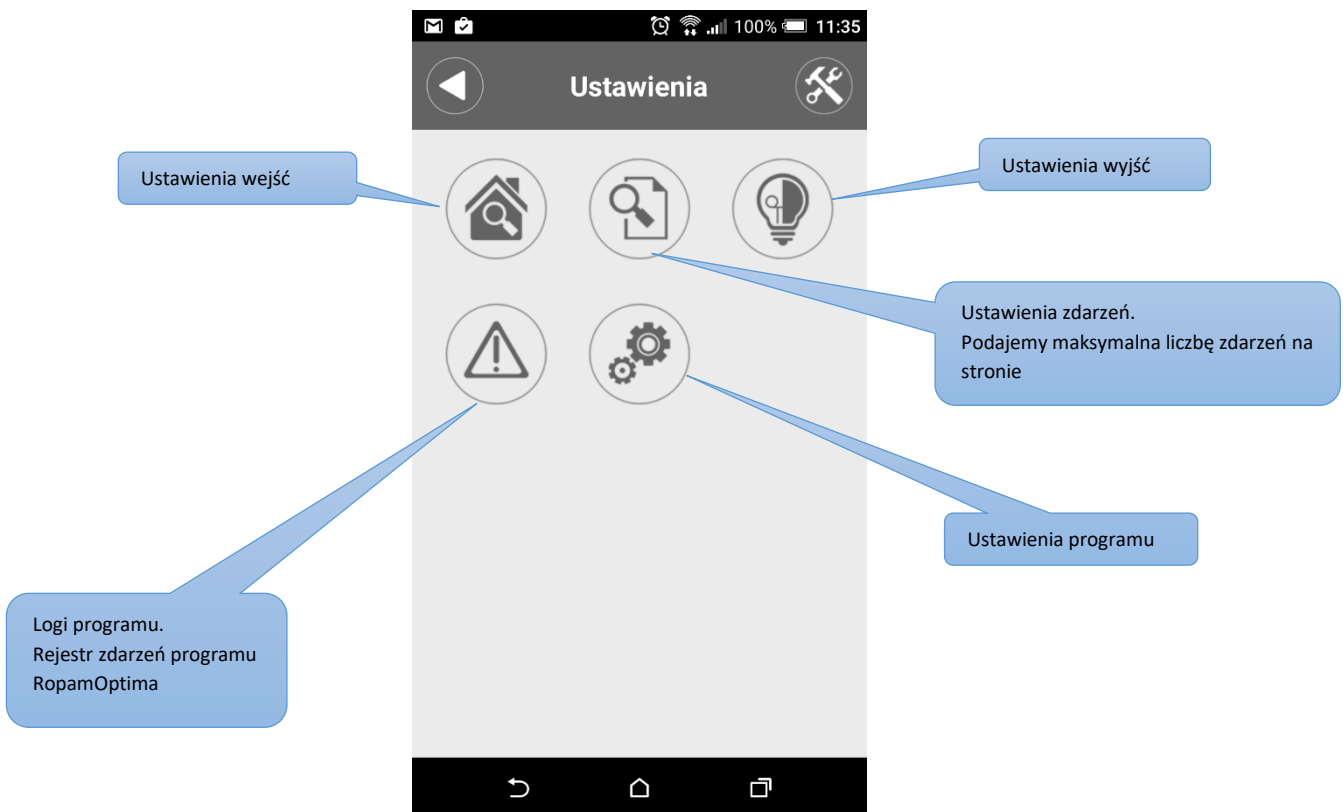 100% 11:35
Ustawienia
Ustawienia wejść
Ustawienia wyjść
Ustawienia zdarzeń.
Podajemy maksymalna liczbę zdarzeń na
stronie
Ustawienia programu
Logi programu.
Rejestr zdarzeń programu
RopamOptima